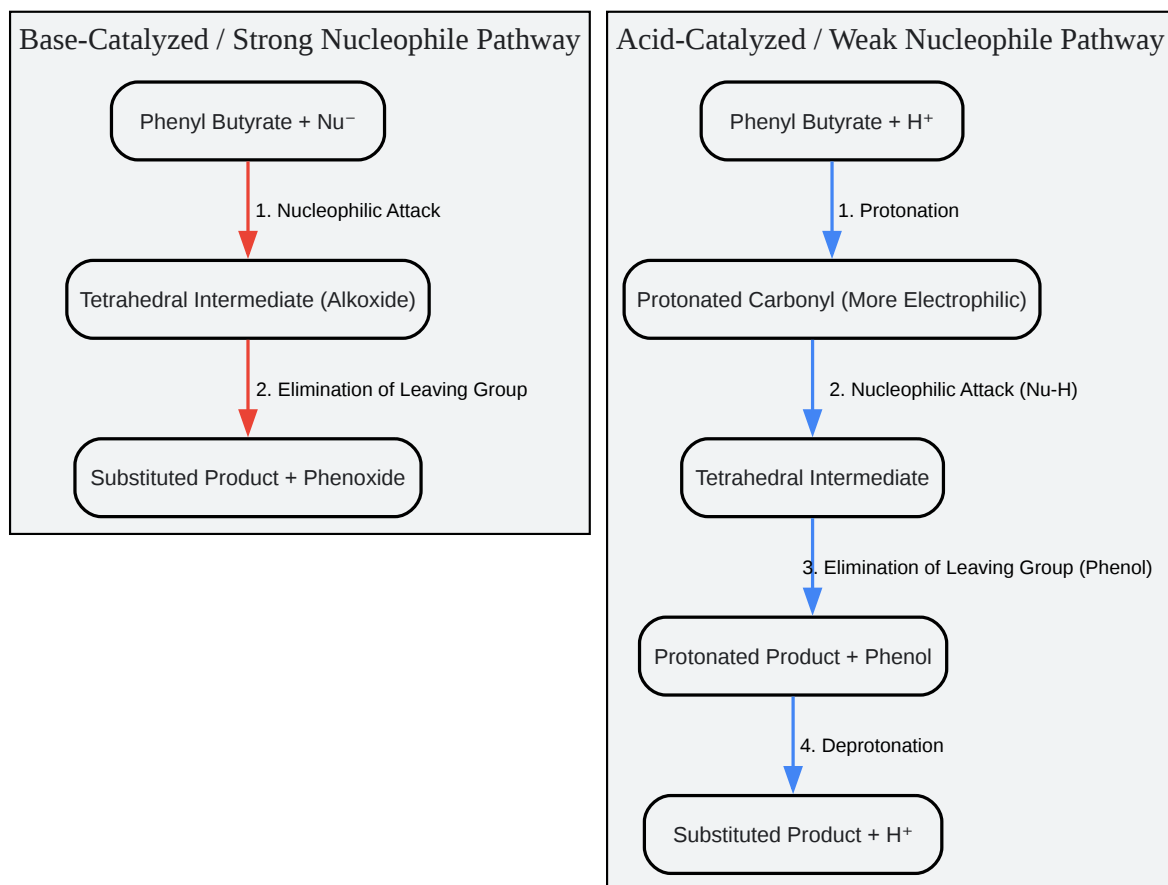 Base-Catalyzed / Strong Nucleophile Pathway
Phenyl Butyrate + Nu⁻
1. Nucleophilic Attack
Tetrahedral Intermediate (Alkoxide)
2. Elimination of Leaving Group
Substituted Product + Phenoxide
Acid-Catalyzed / Weak Nucleophile Pathway
Phenyl Butyrate + H⁺
1. Protonation
Protonated Carbonyl (More Electrophilic)
2. Nucleophilic Attack (Nu-H)
Tetrahedral Intermediate
3. Elimination of Leaving Group (Phenol)
Protonated Product + Phenol
4. Deprotonation
Substituted Product + H⁺